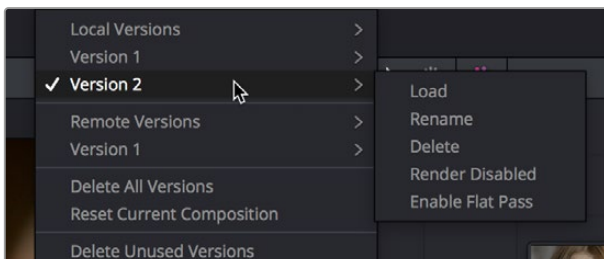 Local Versions
Version 1
Version 2
Remote Versions
Version 1
Delete All Versions
Reset Current Composition
Delete Unused Versions
Load
Rename
Delete
Render Disabled
Enable Flat Pass